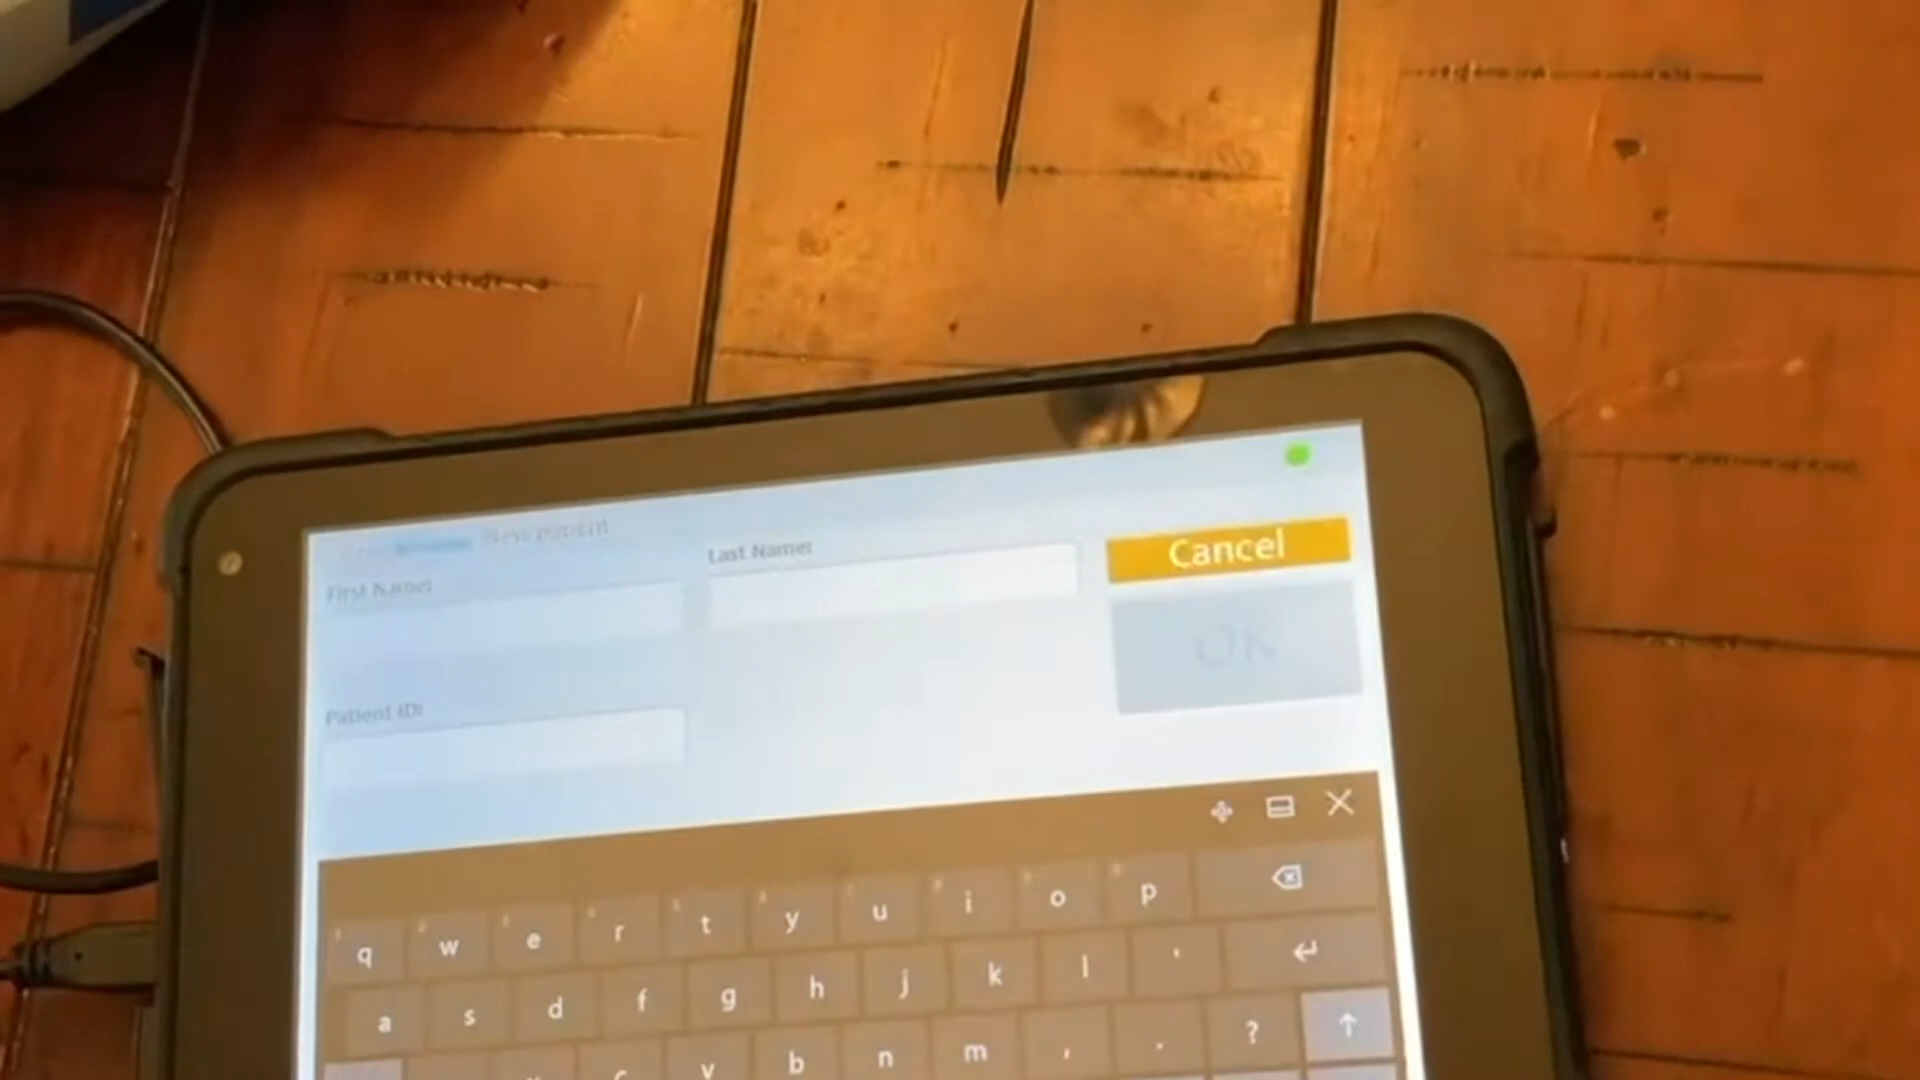 New patient
First Name:
Last Name:
Cancel
OK
Patient ID:
q w e r t y u i o p
a s d f g h j k l '
v b n m , . ?